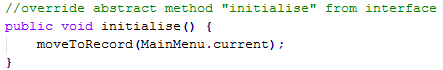 //override abstract method "initialise" from interface
public void initialise() {
    moveToRecord(MainMenu.current);
}